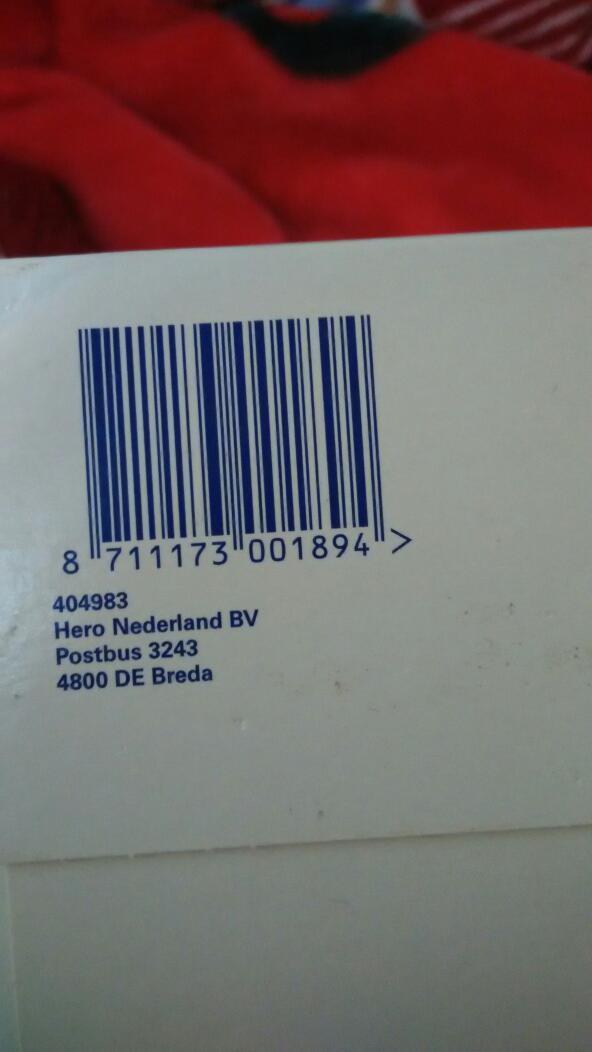 8 711173 001894 >
404983
Hero Nederland BV
Postbus 3243
4800 DE Breda